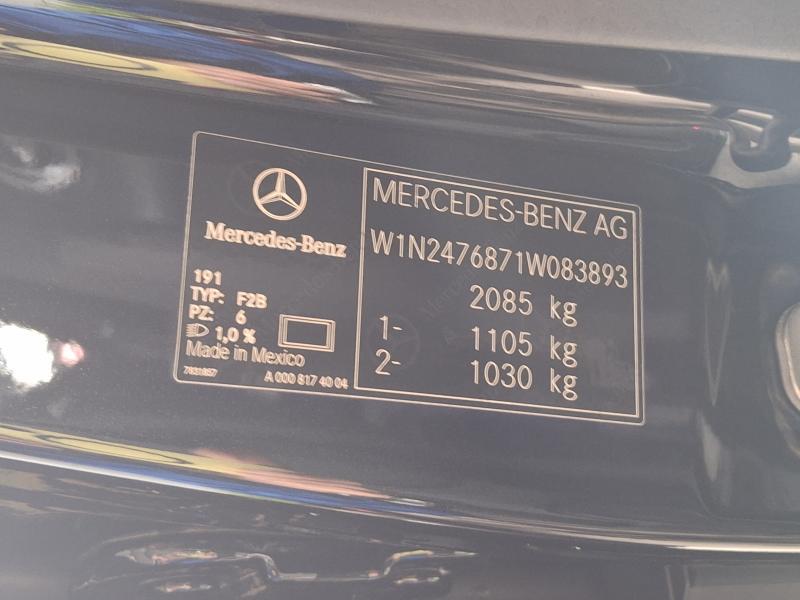 Mercedes-Benz
191
TYP: F2B
PZ: 6
1,0 %
Made in Mexico
A 000 817 40 04
MERCEDES-BENZ AG
W1N2476871W083893
2085 kg
1- 1105 kg
2- 1030 kg